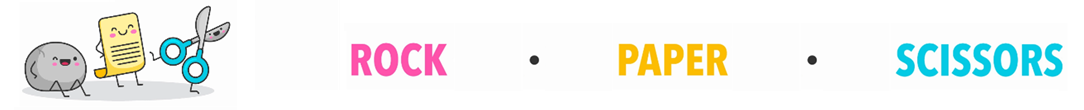 ROCK • PAPER • SCISSORS